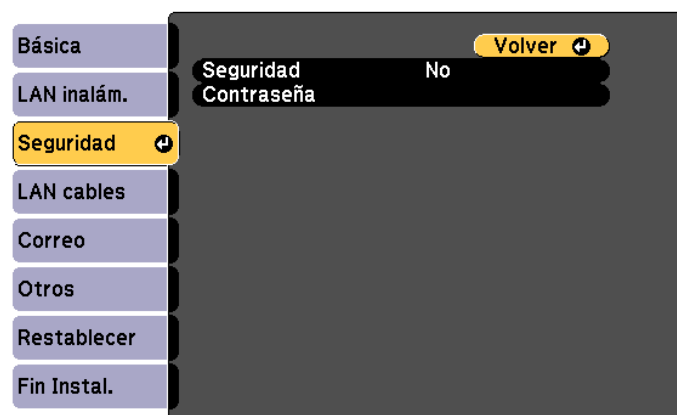 Básica
LAN inalám.
Seguridad
LAN cables
Correo
Otros
Restablecer
Fin Instal.
Volver
Seguridad No
Contraseña